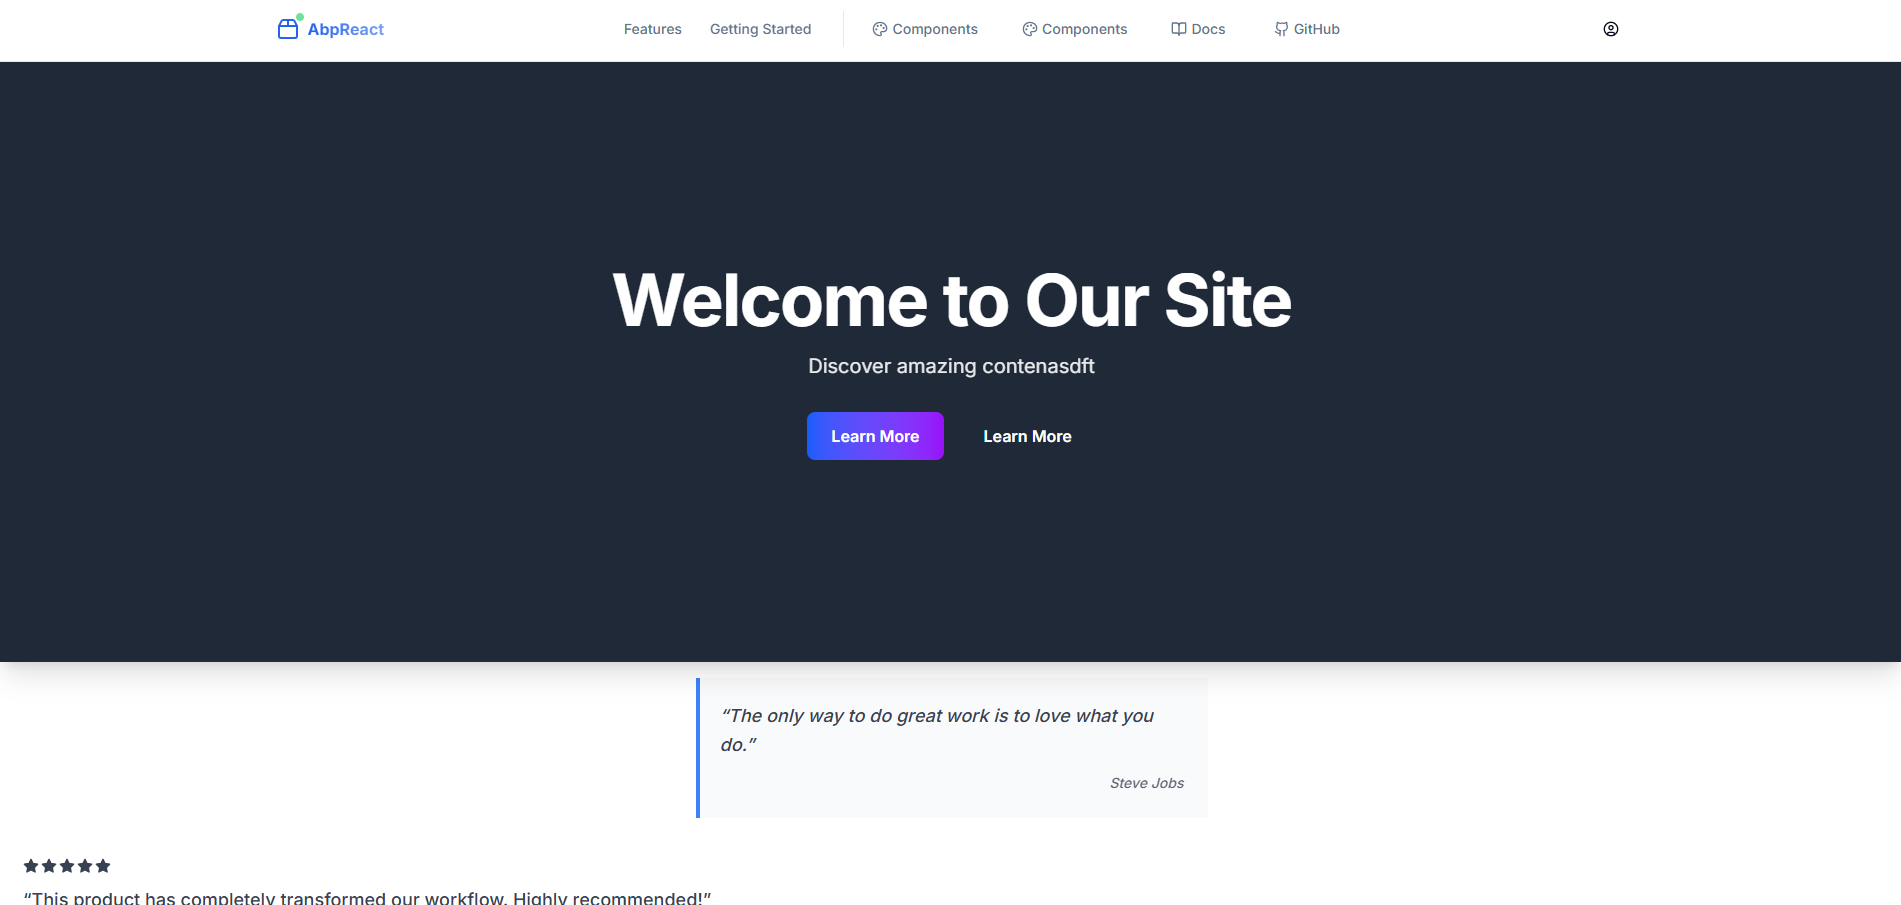 AbpReact
Features
Getting Started
Components
Components
Docs
GitHub
Welcome to Our Site
Discover amazing contenasdft
Learn More
Learn More
“The only way to do great work is to love what you
do.”
Steve Jobs
“This product has completely transformed our workflow. Highly recommended!”